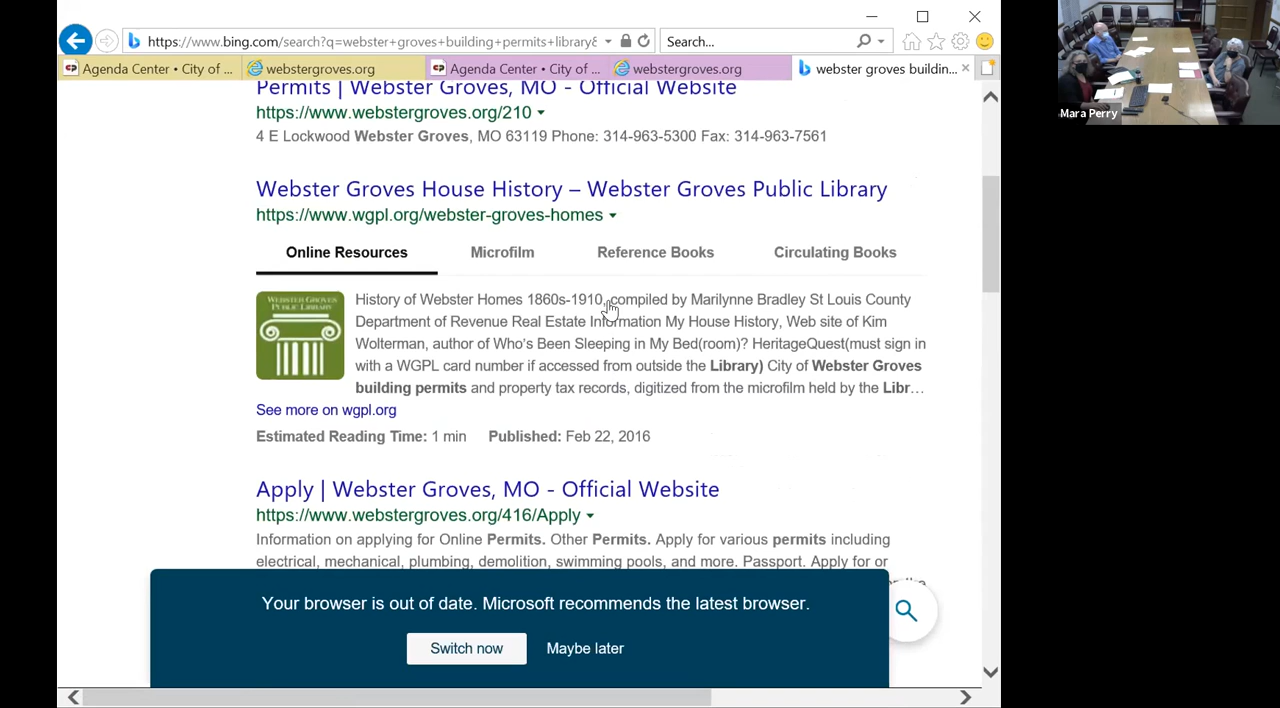 https://www.bing.com/search?q=webster+groves+building+permits+library&
Search...
Agenda Center • City of ...
webstergroves.org
Agenda Center • City of ...
webstergroves.org
webster groves buildin...
Mara Perry
Permits | Webster Groves, MO - Official Website
https://www.webstergroves.org/210
4 E Lockwood Webster Groves, MO 63119 Phone: 314-963-5300 Fax: 314-963-7561
Webster Groves House History – Webster Groves Public Library
https://www.wgpl.org/webster-groves-homes
Online Resources
Microfilm
Reference Books
Circulating Books
WEBSTER GROVES
PUBLIC LIBRARY
History of Webster Homes 1860s-1910, compiled by Marilynne Bradley St Louis County
Department of Revenue Real Estate Information My House History, Web site of Kim
Wolterman, author of Who's Been Sleeping in My Bed(room)? HeritageQuest(must sign in
with a WGPL card number if accessed from outside the Library) City of Webster Groves
building permits and property tax records, digitized from the microfilm held by the Libr…
See more on wgpl.org
Estimated Reading Time: 1 min Published: Feb 22, 2016
Apply | Webster Groves, MO - Official Website
https://www.webstergroves.org/416/Apply
Information on applying for Online Permits. Other Permits. Apply for various permits including
electrical, mechanical, plumbing, demolition, swimming pools, and more. Passport. Apply for or
Your browser is out of date. Microsoft recommends the latest browser.
Switch now
Maybe later